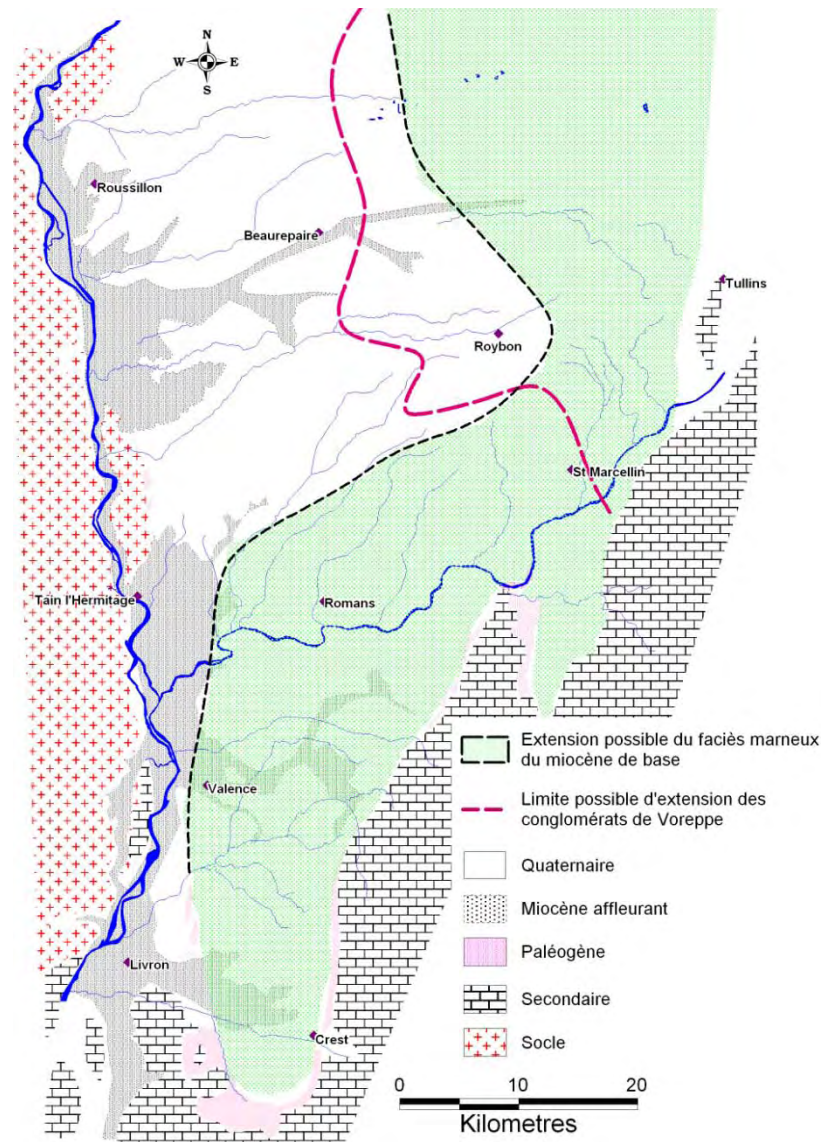 N
W E
S
Roussillon
Beaurepaire
Tullins
Roybon
St Marcellin
Tain l'Hermitage
Romans
Extension possible du faciès marneux
du miocène de base
Valence
Limite possible d'extension des
conglomérats de Voreppe
Quaternaire
Miocène affleurant
Paléogène
Livron
Secondaire
Crest
Socle
0 10 20
Kilometres